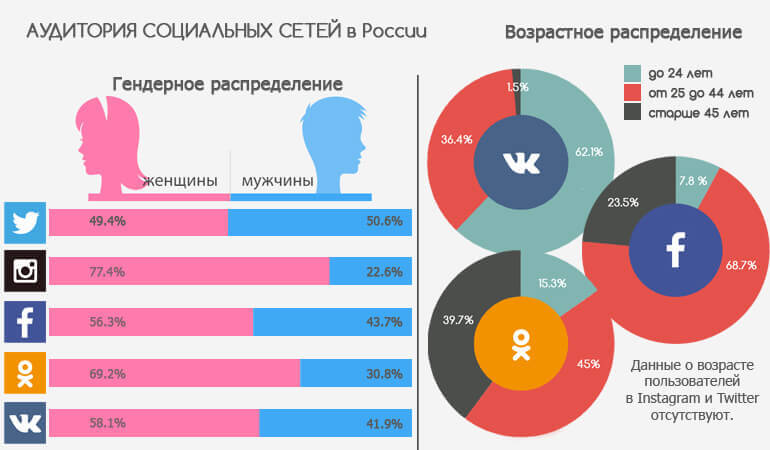 АУДИТОРИЯ СОЦИАЛЬНЫХ СЕТЕЙ в России
Гендерное распределение
женщины мужчины
49.4% 50.6%
77.4% 22.6%
56.3% 43.7%
69.2% 30.8%
58.1% 41.9%
Возрастное распределение
до 24 лет
от 25 до 44 лет
старше 45 лет
1.5%
36.4%
62.1%
7.8 %
23.5%
68.7%
15.3%
39.7%
45%
Данные о возрасте
пользователей
в Instagram и Twitter
отсутствуют.